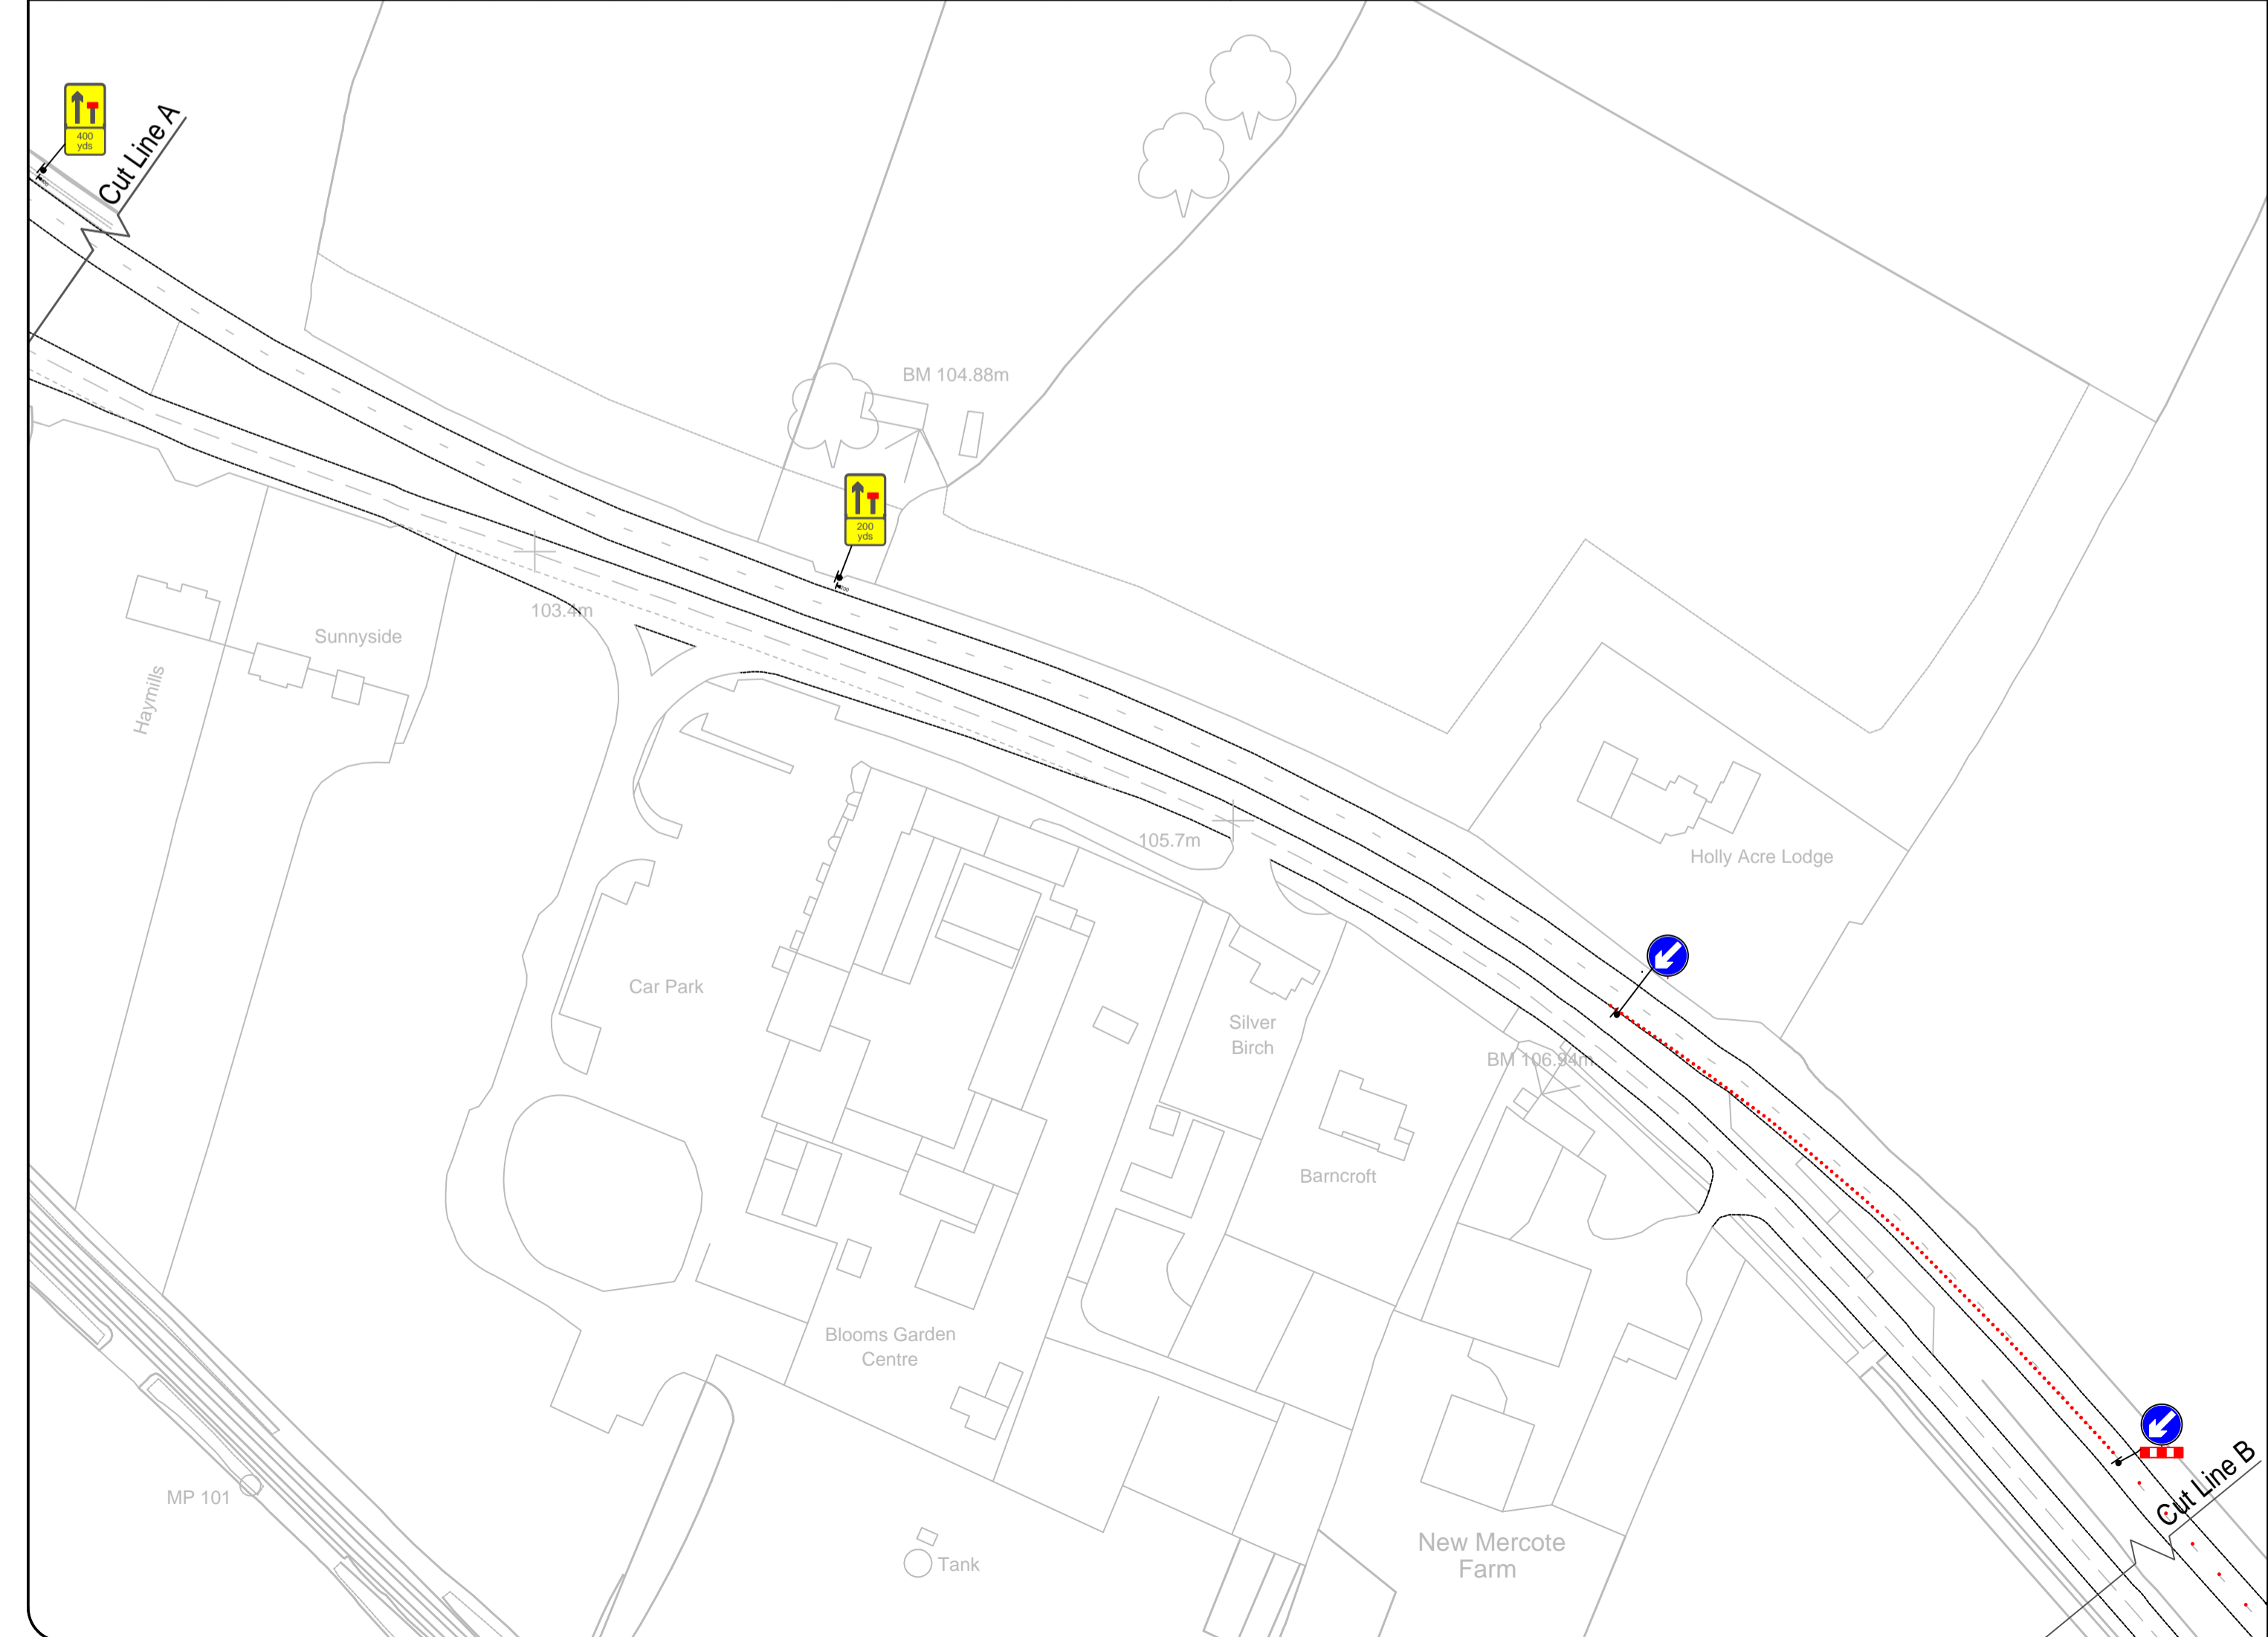 400
yds
Cut Line A
BM 104.88m
200
yds
103.4m
Sunnyside
Haymills
105.7m
Holly Acre Lodge
Car Park
Silver
Birch
BM 106.94m
Barncroft
Blooms Garden
Centre
MP 101
Cut Line B
New Mercote
Farm
Tank